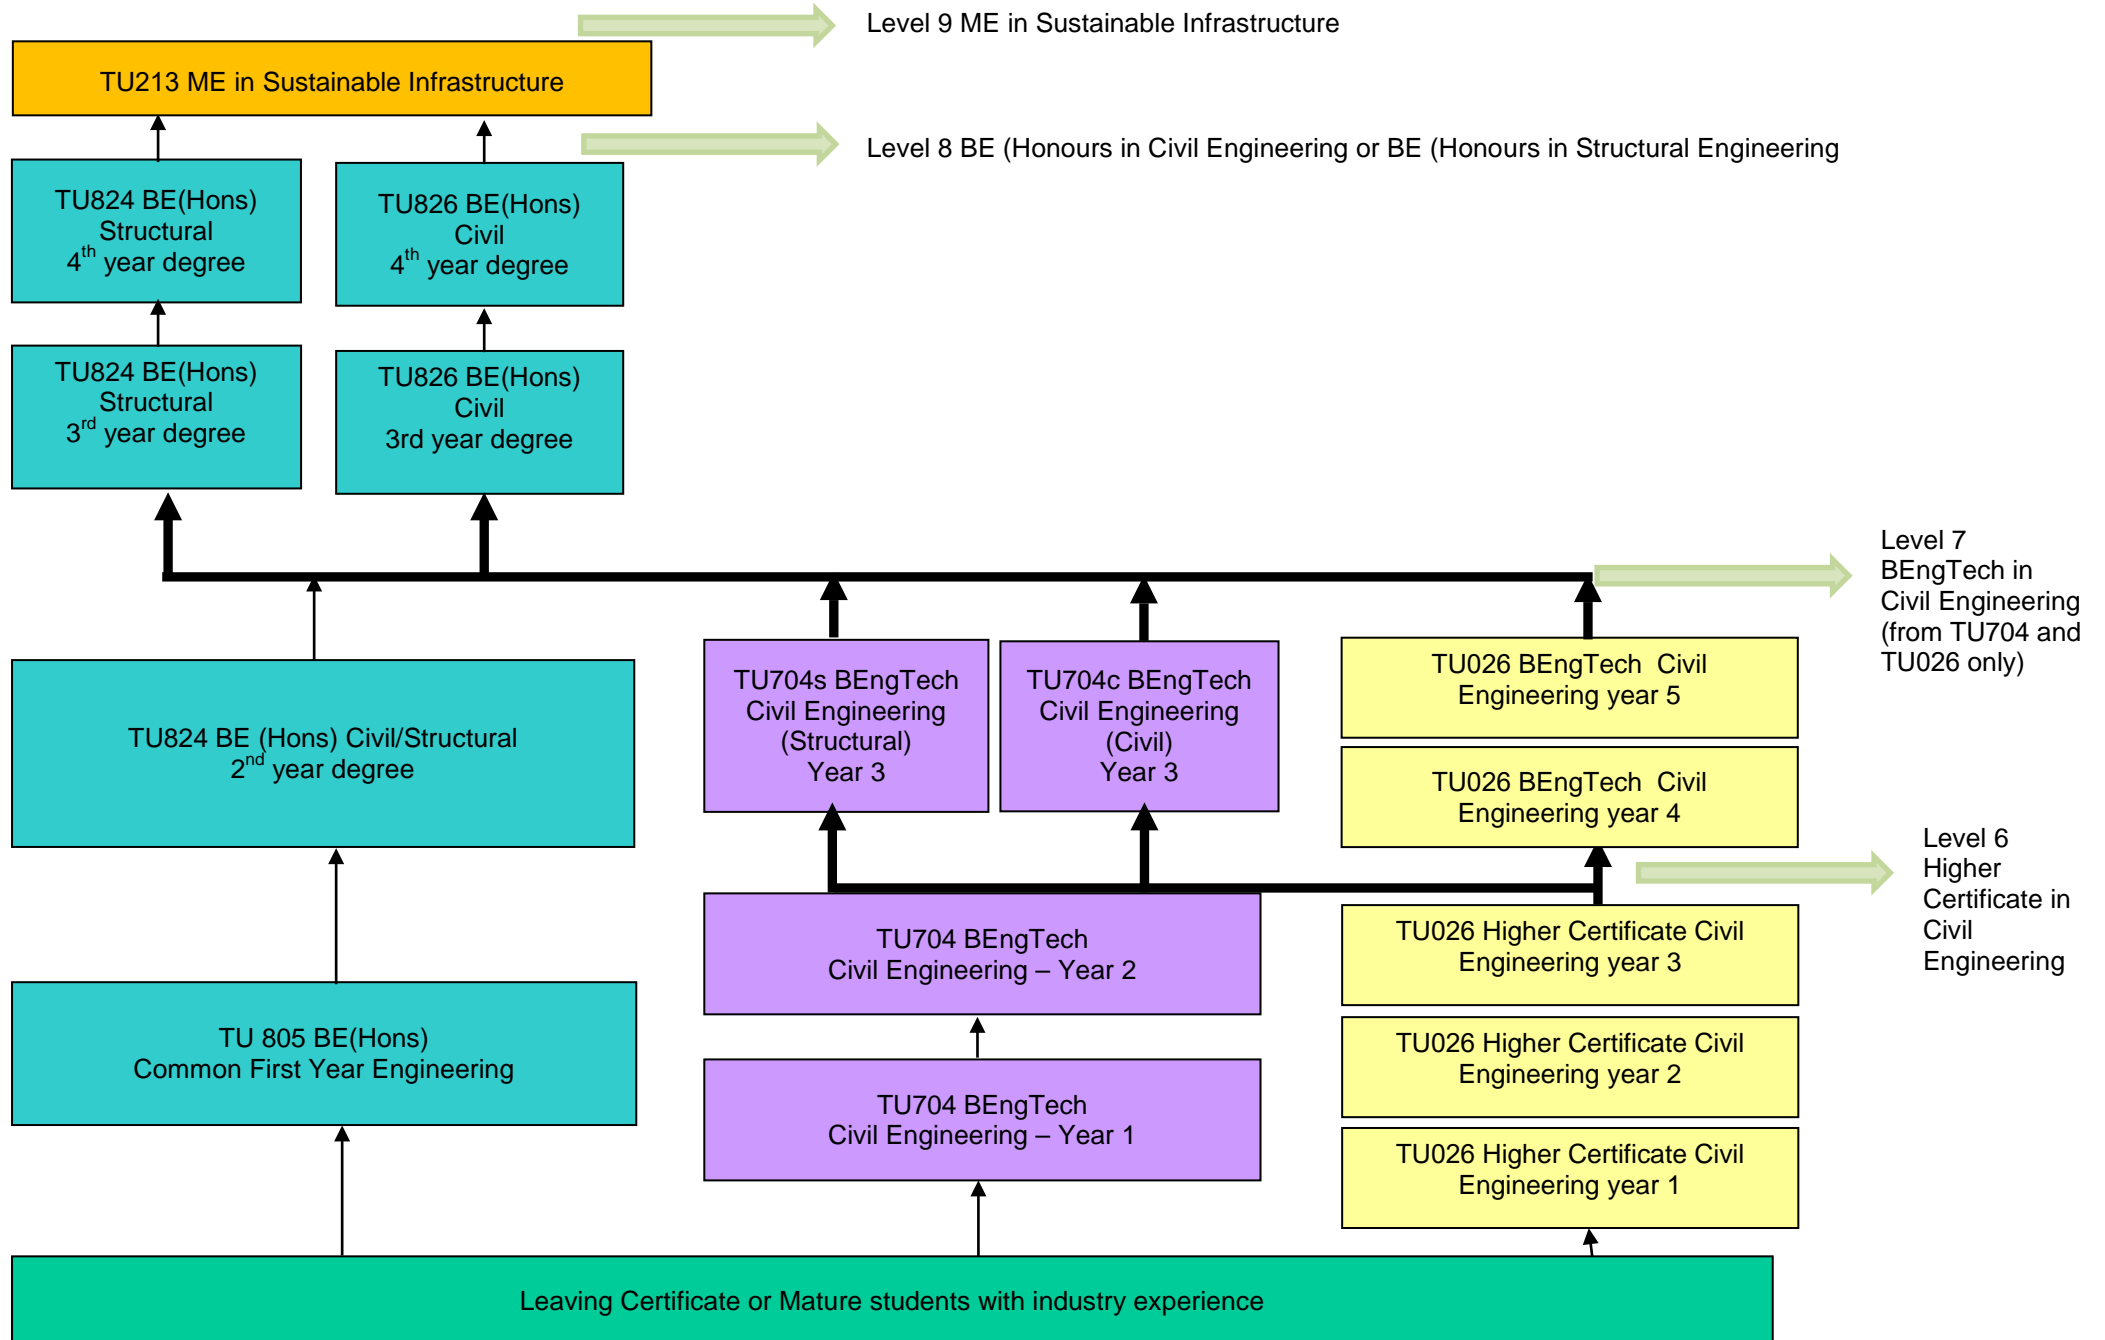 Level 9 ME in Sustainable Infrastructure
TU213 ME in Sustainable Infrastructure
Level 8 BE (Honours in Civil Engineering or BE (Honours in Structural Engineering
TU824 BE(Hons)
Structural
4th year degree
TU826 BE(Hons)
Civil
4th year degree
TU824 BE(Hons)
Structural
3rd year degree
TU826 BE(Hons)
Civil
3rd year degree
Level 7
BEngTech in
Civil Engineering
(from TU704 and
TU026 only)
TU824 BE (Hons) Civil/Structural
2nd year degree
TU704s BEngTech
Civil Engineering
(Structural)
Year 3
TU704c BEngTech
Civil Engineering
(Civil)
Year 3
TU026 BEngTech  Civil
Engineering year 5
TU026 BEngTech  Civil
Engineering year 4
Level 6
Higher
Certificate in
Civil
Engineering
TU 805 BE(Hons)
Common First Year Engineering
TU704 BEngTech
Civil Engineering – Year 2
TU704 BEngTech
Civil Engineering – Year 1
TU026 Higher Certificate Civil
Engineering year 3
TU026 Higher Certificate Civil
Engineering year 2
TU026 Higher Certificate Civil
Engineering year 1
Leaving Certificate or Mature students with industry experience